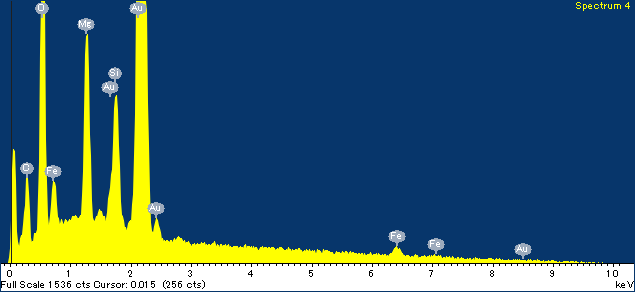 Spectrum 4
O
Au
Mg
Si
Au
C
Fe
Au
Fe
Fe
Au
0 1 2 3 4 5 6 7 8 9 10
Full Scale 1536 cts Cursor: 0.015 (256 cts) keV